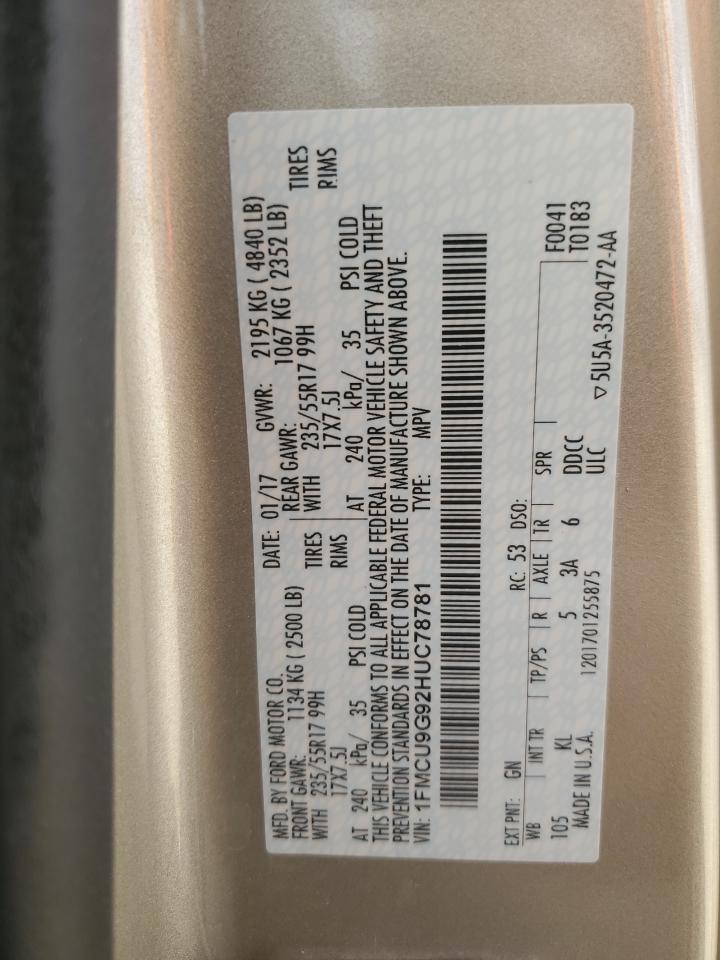 MFD. BY FORD MOTOR CO.
DATE: 01/17 GVWR: 2195 KG ( 4840 LB)
FRONT GAWR: 1134 KG ( 2500 LB) REAR GAWR: 1067 KG ( 2352 LB)
WITH 235/55R17 99H TIRES WITH 235/55R17 99H TIRES
17X7.5J RIMS 17X7.5J RIMS
AT 240 kPa/ 35 PSI COLD AT 240 kPa/ 35 PSI COLD
THIS VEHICLE CONFORMS TO ALL APPLICABLE FEDERAL MOTOR VEHICLE SAFETY AND THEFT
PREVENTION STANDARDS IN EFFECT ON THE DATE OF MANUFACTURE SHOWN ABOVE.
VIN: 1FMCU9G92HUC78781 TYPE: MPV
EXT PNT: GN RC: 53 DSO: F0041
WB INT TR TP/PS R AXLE TR SPR T0183
105 KL 5 3A 6 DDCC
MADE IN U.S.A. 1201701255875 ULC
▽5U5A-3520472-AA